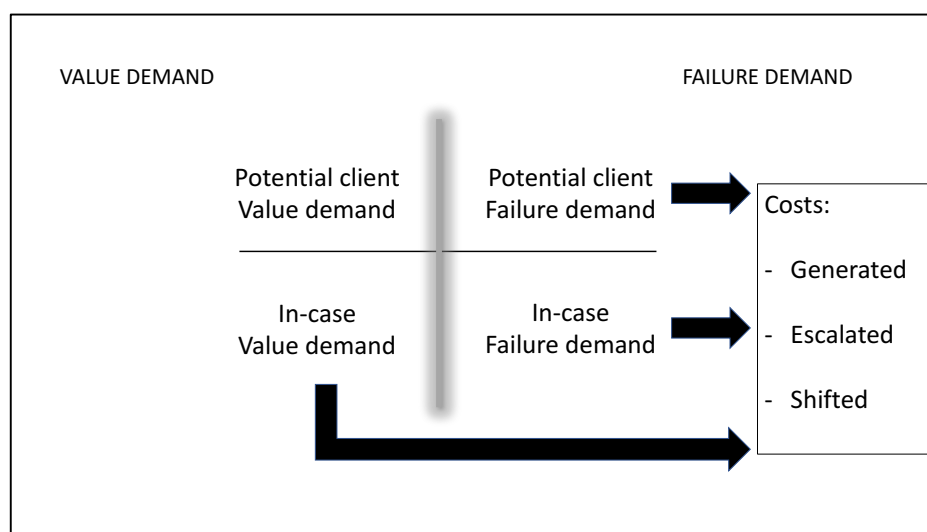 VALUE DEMAND
FAILURE DEMAND
Potential client
Value demand
Potential client
Failure demand
In-case
Value demand
In-case
Failure demand
Costs:
- Generated
- Escalated
- Shifted